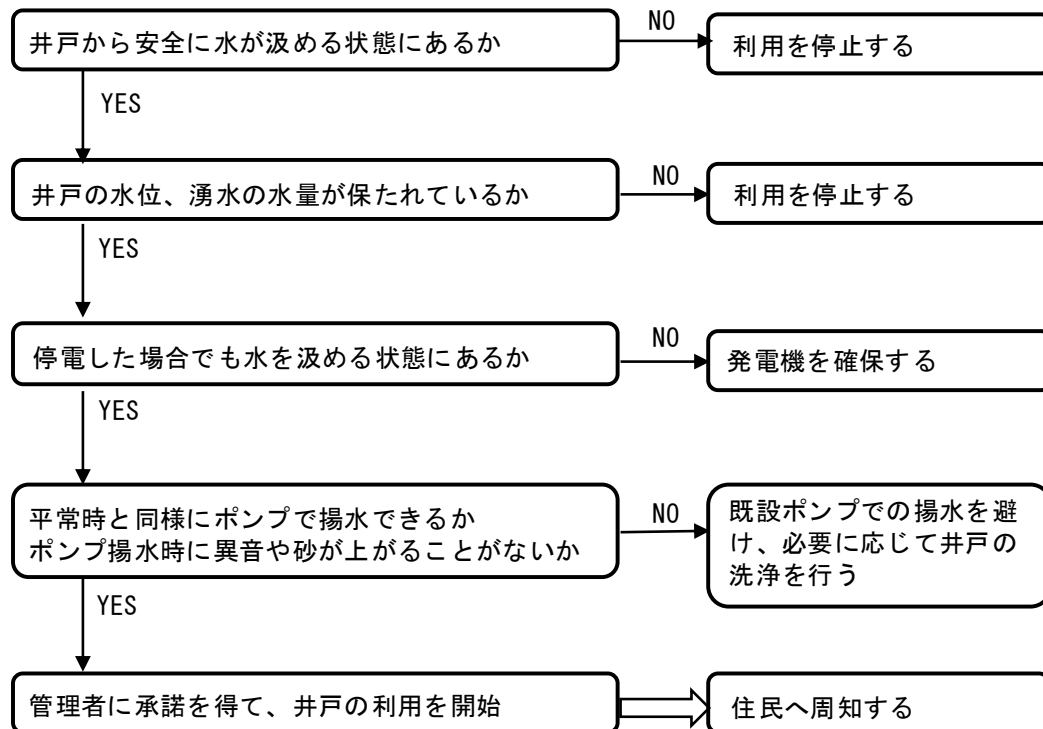 井戸から安全に水が汲める状態にあるか
NO
利用を停止する
YES
井戸の水位、湧水の水量が保たれているか
NO
利用を停止する
YES
停電した場合でも水を汲める状態にあるか
NO
発電機を確保する
YES
平常時と同様にポンプで揚水できるか
ポンプ揚水時に異音や砂が上がることがないか
NO
既設ポンプでの揚水を避
け、必要に応じて井戸の
洗浄を行う
YES
管理者に承諾を得て、井戸の利用を開始
住民へ周知する